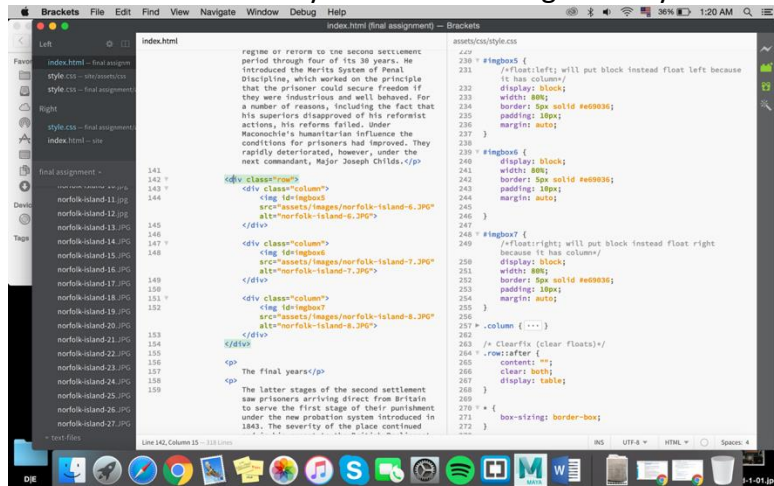 Brackets File Edit Find View Navigate Window Debug Help 36% 1:20 AM
index.html (final assignment) — Brackets
Left
index.html — final assignm
style.css — site/assets/css
style.css — final assignment/
Right
style.css — final assignment/
index.html — site
final assignment
norfolk-island-10.jpg
norfolk-island-11.jpg
norfolk-island-12.jpg
norfolk-island-13.JPG
norfolk-island-14.JPG
norfolk-island-15.JPG
norfolk-island-16.JPG
norfolk-island-17.JPG
norfolk-island-18.JPG
norfolk-island-19.JPG
norfolk-island-20.JPG
norfolk-island-21.JPG
norfolk-island-22.JPG
norfolk-island-23.JPG
norfolk-island-24.JPG
norfolk-island-25.JPG
norfolk-island-26.JPG
norfolk-island-27.JPG
text-files
Favor
Devic
Tags
index.html
regime of reform to the second settlement
period through four of its 30 years. He
introduced the Merits System of Penal
Discipline, which worked on the principle
that the prisoner could secure freedom if
they were industrious and well behaved. For
a number of reasons, including the fact that
his superiors disapproved of his reformist
actions, his reforms failed. Under
Maconochie's humanitarian influence the
conditions for prisoners had improved. They
rapidly deteriorated, however, under the
next commandant, Major Joseph Childs.</p>
141
142 <div class="row">
143 <div class="column">
144 <img id=imgbox5
src="assets/images/norfolk-island-6.JPG"
alt="norfolk-island-6.JPG">
145 </div>
146
147 <div class="column">
148 <img id=imgbox6
src="assets/images/norfolk-island-7.JPG"
alt="norfolk-island-7.JPG">
149 </div>
150
151 <div class="column">
152 <img id=imgbox7
src="assets/images/norfolk-island-8.JPG"
alt="norfolk-island-8.JPG">
153 </div>
154 </div>
155
156 <p>
157 The final years</p>
158 <p>
159 The latter stages of the second settlement
saw prisoners arriving direct from Britain
to serve the first stage of their punishment
under the new probation system introduced in
1843. The severity of the place continued
assets/css/style.css
229
230 #imgbox5 {
231 /*float:left; will put block instead float left because
it has column*/
232 display: block;
233 width: 80%;
234 border: 5px solid #e69036;
235 padding: 10px;
236 margin: auto;
237 }
238
239 #imgbox6 {
240 display: block;
241 width: 80%;
242 border: 5px solid #e69036;
243 padding: 10px;
244 margin: auto;
245
246 }
247
248 #imgbox7 {
249 /*float:right; will put block instead float right
because it has column*/
250 display: block;
251 width: 80%;
252 border: 5px solid #e69036;
253 padding: 10px;
254 margin: auto;
255 }
256
257 .column { ··· }
262
263 /* Clearfix (clear floats)*/
264 .row::after {
265 content: "";
266 clear: both;
267 display: table;
268 }
269
270 * {
271 box-sizing: border-box;
272 }
Line 142, Column 15 — 318 Lines
INS UTF-8 HTML Spaces: 4
D|E
MAYA
1-1-01.jp